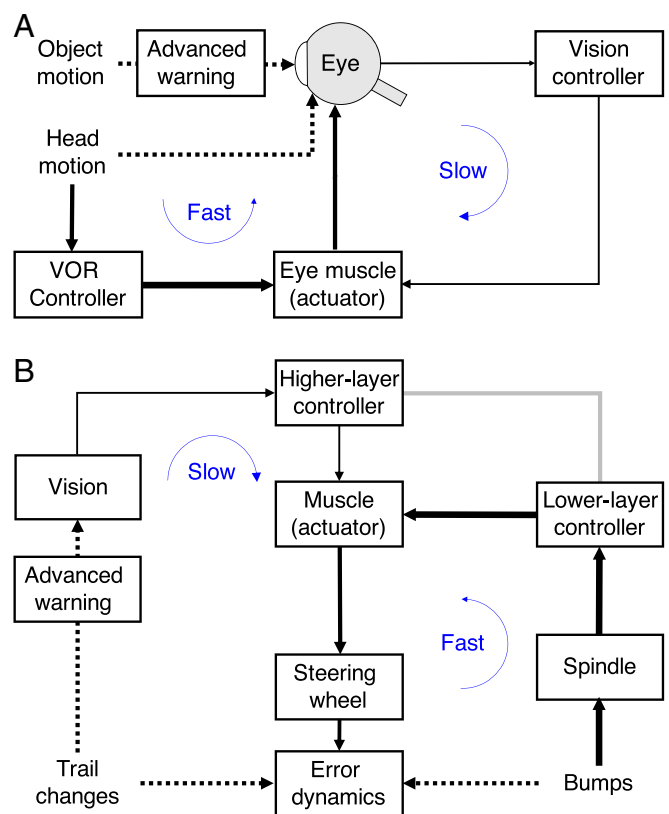 A
Object
motion
Advanced
warning
Eye
Vision
controller
Head
motion
Slow
Fast
VOR
Controller
Eye muscle
(actuator)
B
Higher-layer
controller
Slow
Vision
Muscle
(actuator)
Lower-layer
controller
Advanced
warning
Fast
Steering
wheel
Spindle
Trail
changes
Error
dynamics
Bumps